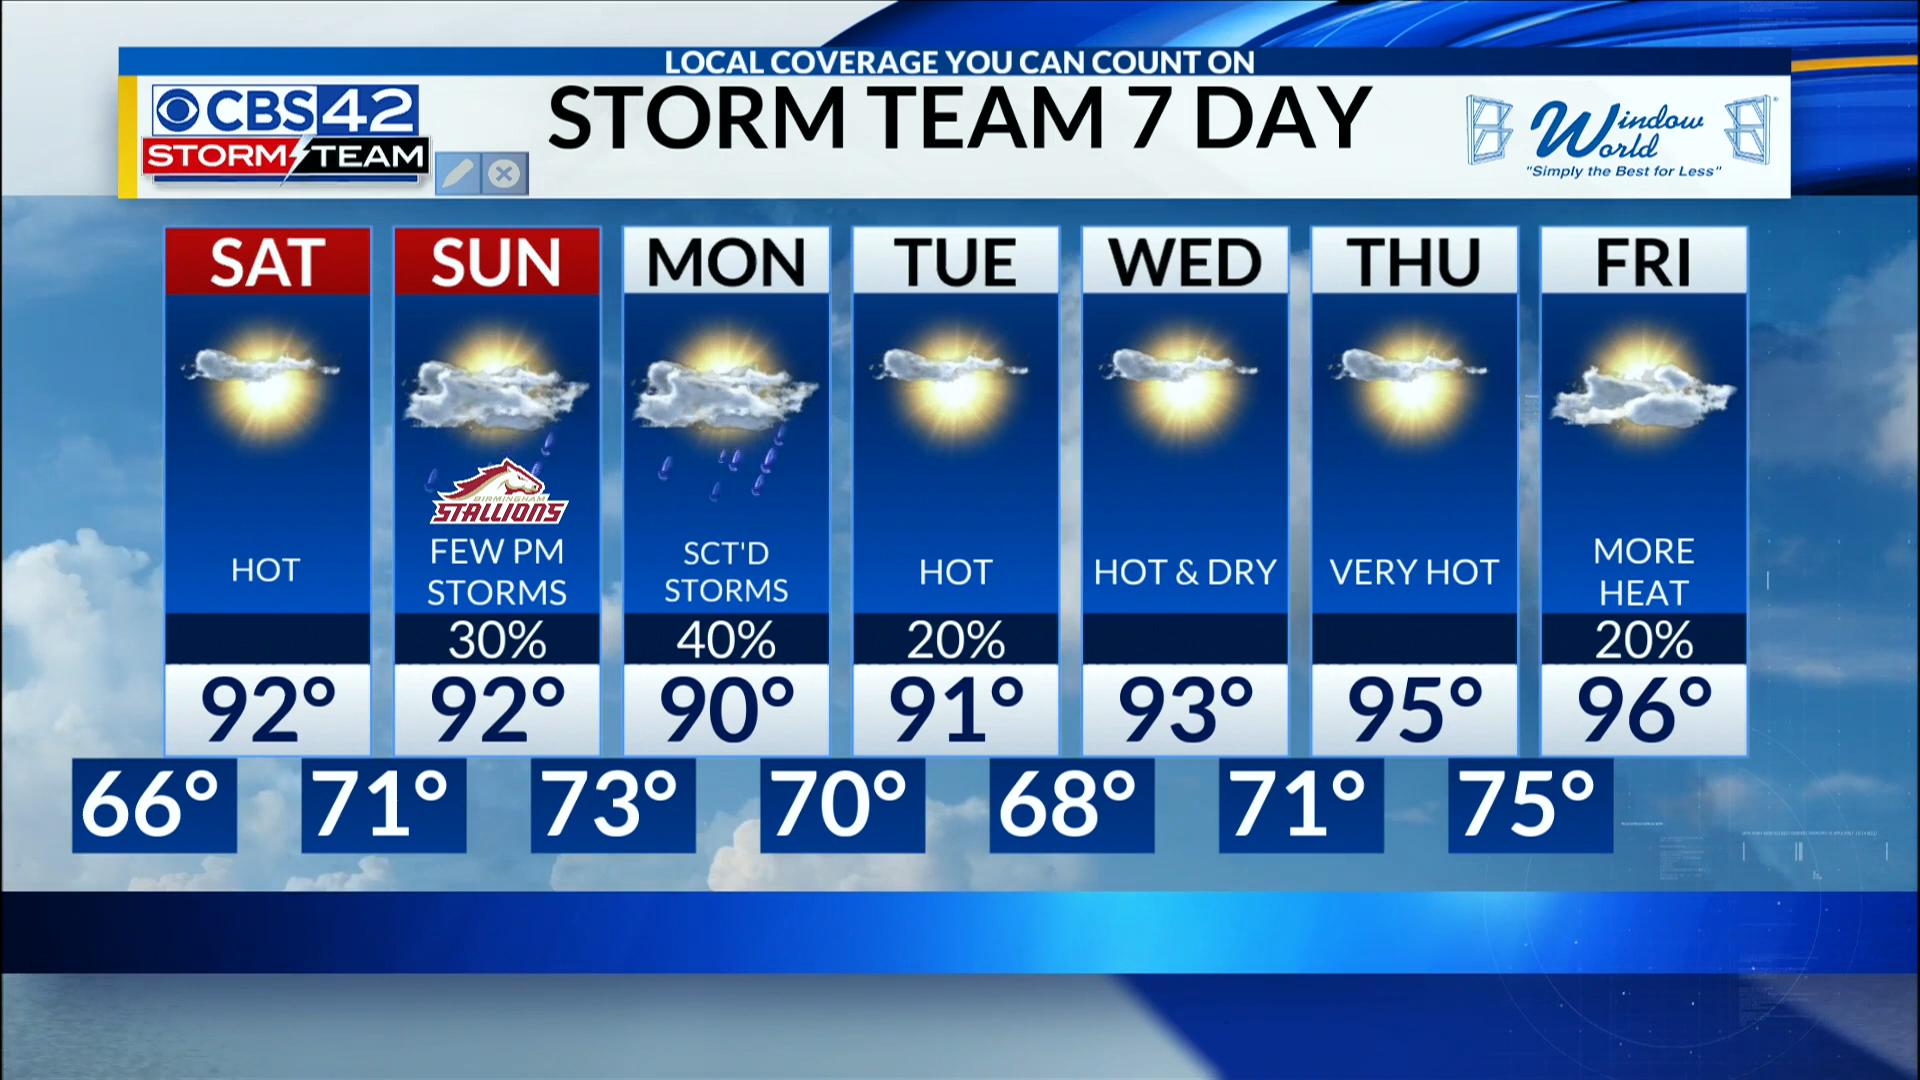 LOCAL COVERAGE YOU CAN COUNT ON
CBS 42
STORM TEAM
STORM TEAM 7 DAY
Window
World
"Simply the Best for Less"
SAT
SUN
MON
TUE
WED
THU
FRI
BIRMINGHAM
STALLIONS
HOT
FEW PM
STORMS
SCT'D
STORMS
HOT
HOT & DRY
VERY HOT
MORE
HEAT
30%
40%
20%
20%
92°
92°
90°
91°
93°
95°
96°
66°
71°
73°
70°
68°
71°
75°